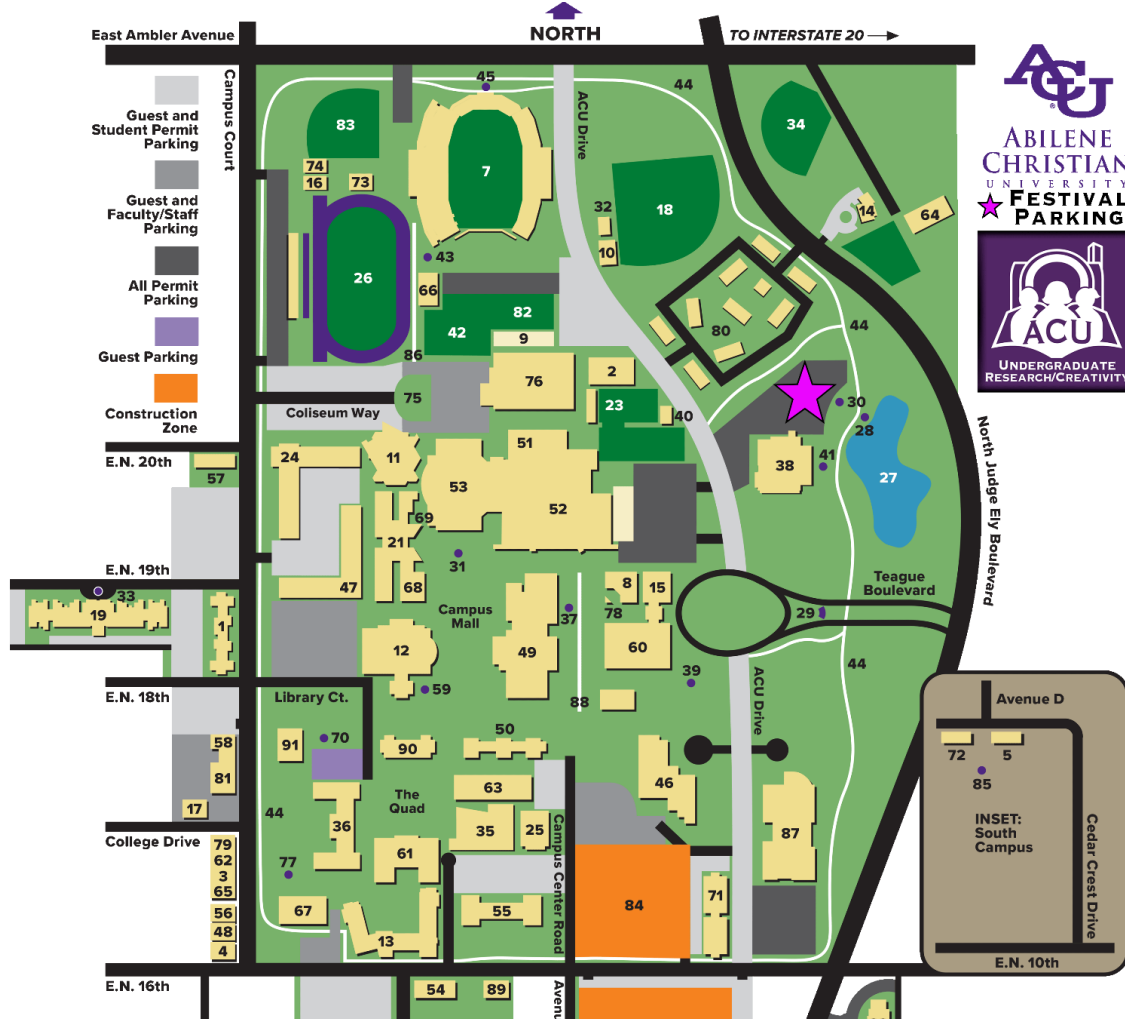 NORTH
East Ambler Avenue
TO INTERSTATE 20
Campus Court
ACU Drive
Guest and
Student Permit
Parking
Guest and
Faculty/Staff
Parking
All Permit
Parking
Guest Parking
Construction
Zone
ACU
®
ABILENE
CHRISTIAN
UNIVERSITY
FESTIVAL
PARKING
ACU
UNDERGRADUATE
RESEARCH/CREATIVITY
45
44
83
34
7
74
16
73
32
18
14
64
10
43
26
66
82
42
9
80
44
86
76
2
75
Coliseum Way
23
40
30
28
E.N. 20th
24
11
51
38
41
27
57
53
52
69
21
31
North Judge Ely Boulevard
E.N. 19th
33
19
1
47
68
Campus
Mall
37
8
15
78
Teague
Boulevard
29
12
49
60
44
59
39
88
ACU Drive
E.N. 18th
Library Ct.
58
81
17
91
70
90
50
46
The
Quad
63
44
36
35
25
87
61
Campus Center Road
College Drive
79
62
3
65
56
48
4
77
67
13
55
84
71
E.N. 16th
54
89
Avenu
Avenue D
72
5
85
INSET:
South
Campus
Cedar Crest Drive
E.N. 10th